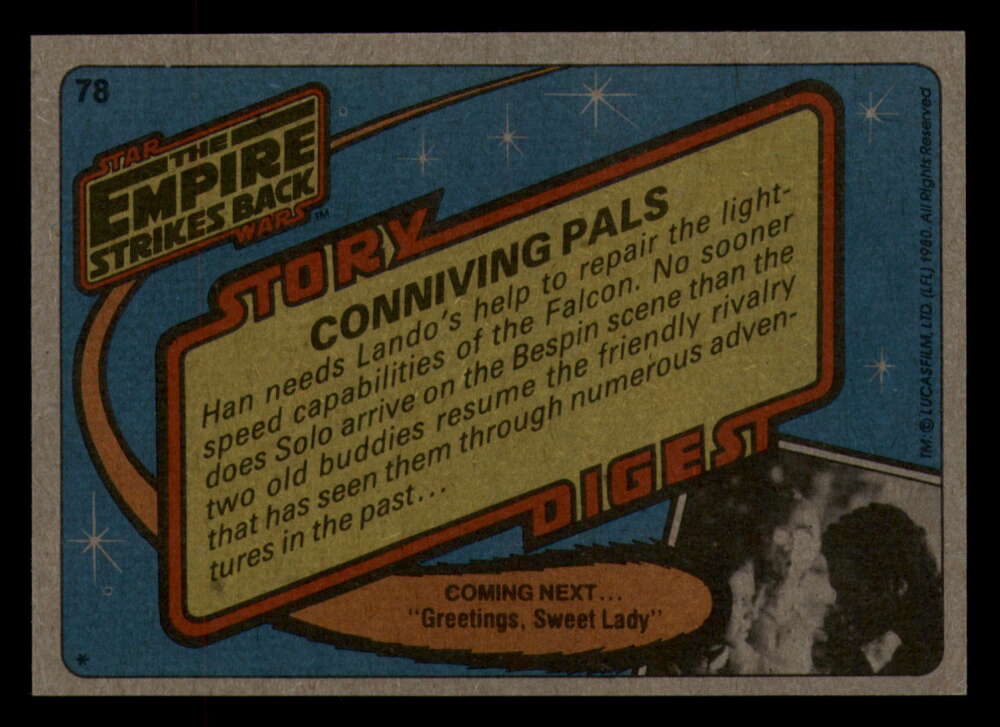 78
STAR
THE
EMPIRE
STRIKES BACK
WARS™
STORY
CONNIVING PALS
Han needs Lando's help to repair the light-
speed capabilities of the Falcon. No sooner
does Solo arrive on the Bespin scene than the
two old buddies resume the friendly rivalry
that has seen them through numerous adven-
tures in the past...
DIGEST
COMING NEXT...
"Greetings, Sweet Lady"
*
TM: © LUCASFILM, LTD. (LFL) 1980. All Rights Reserved